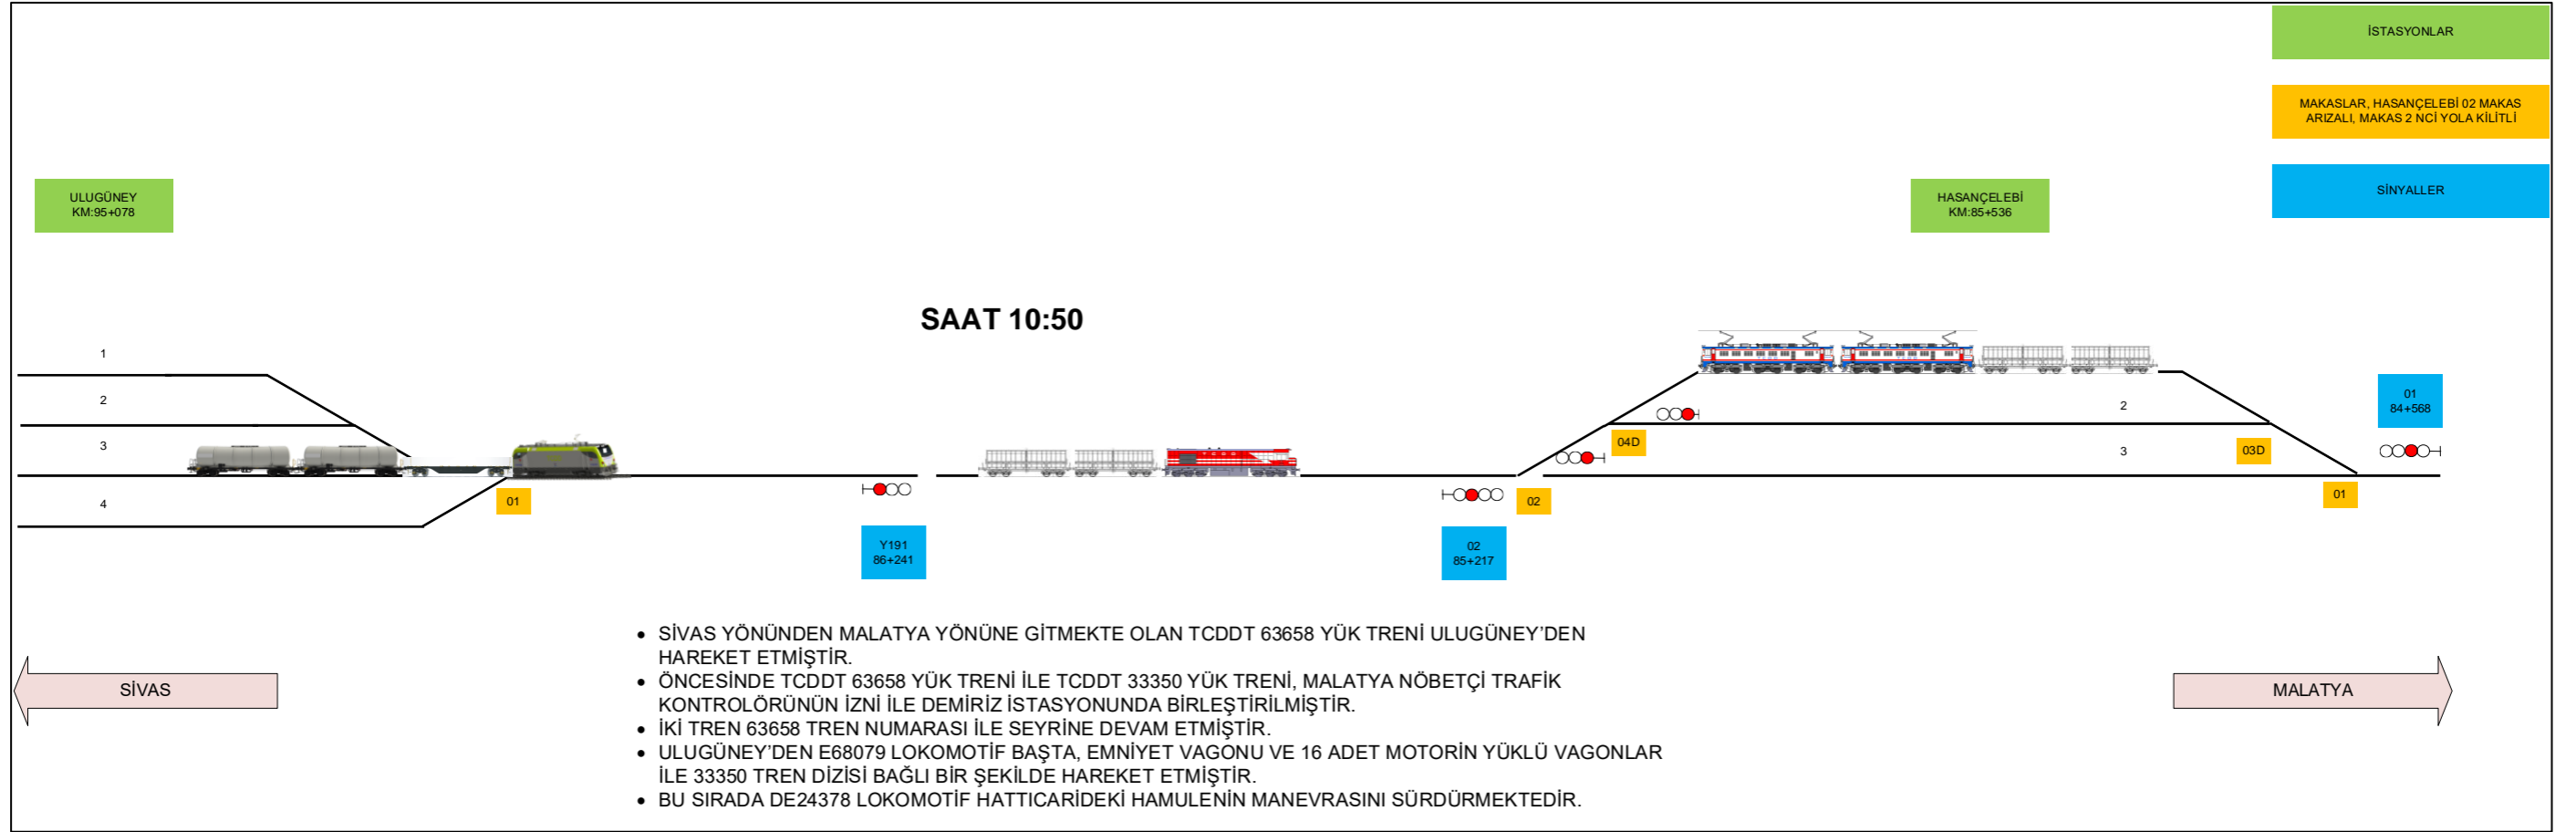 İSTASYONLAR
MAKASLAR, HASANÇELEBİ 02 MAKAS
ARIZALI, MAKAS 2 NCİ YOLA KİLİTLİ
SİNYALLER
ULUGÜNEY
KM:95+078
HASANÇELEBİ
KM:85+536
SAAT 10:50
1
2
3
4
01
Y191
86+241
02
85+217
02
04D
2
3
03D
01
01
84+568
SİVAS
MALATYA
• SİVAS YÖNÜNDEN MALATYA YÖNÜNE GİTMEKTE OLAN TCDDT 63658 YÜK TRENİ ULUGÜNEY'DEN
HAREKET ETMİŞTİR.
• ÖNCESİNDE TCDDT 63658 YÜK TRENİ İLE TCDDT 33350 YÜK TRENİ, MALATYA NÖBETÇİ TRAFİK
KONTROLÖRÜNÜN İZNİ İLE DEMİRİZ İSTASYONUNDA BİRLEŞTİRİLMİŞTİR.
• İKİ TREN 63658 TREN NUMARASI İLE SEYRİNE DEVAM ETMİŞTİR.
• ULUGÜNEY'DEN E68079 LOKOMOTİF BAŞTA, EMNİYET VAGONU VE 16 ADET MOTORİN YÜKLÜ VAGONLAR
İLE 33350 TREN DİZİSİ BAĞLI BİR ŞEKİLDE HAREKET ETMİŞTİR.
• BU SIRADA DE24378 LOKOMOTİF HATTICARİDEKİ HAMULENİN MANEVRASINI SÜRDÜRMEKTEDİR.